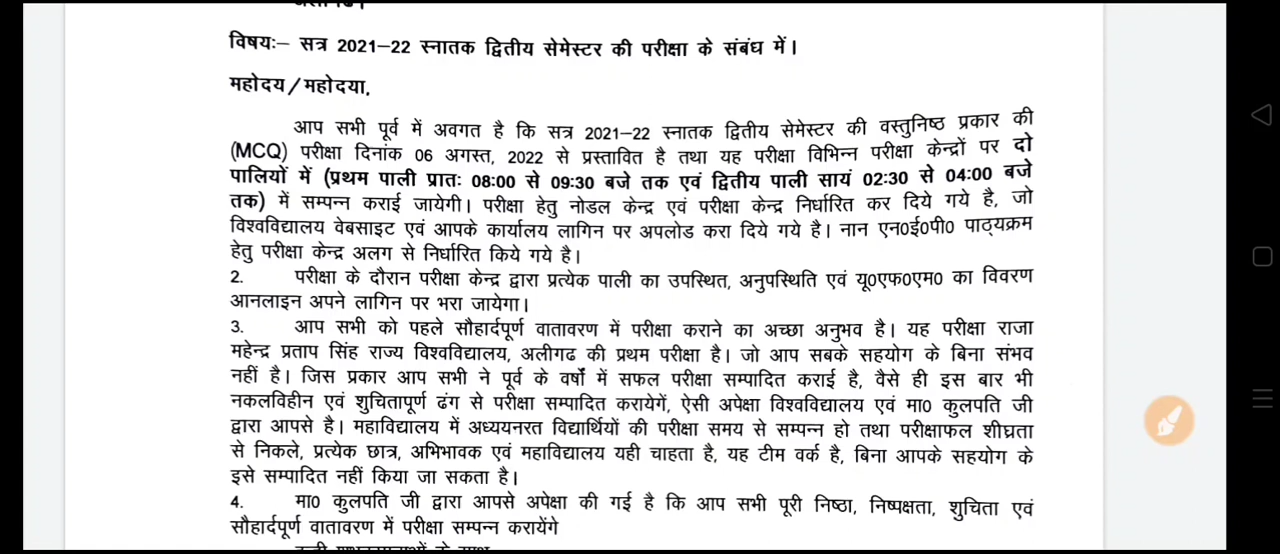 विषयः– सत्र 2021–22 स्नातक द्वितीय सेमेस्टर की परीक्षा के संबंध में।
महोदय/महोदया,
आप सभी पूर्व में अवगत है कि सत्र 2021–22 स्नातक द्वितीय सेमेस्टर की वस्तुनिष्ठ प्रकार की
(MCQ) परीक्षा दिनांक 06 अगस्त, 2022 से प्रस्तावित है तथा यह परीक्षा विभिन्न परीक्षा केन्द्रों पर दो
पालियों में (प्रथम पाली प्रातः 08:00 से 09:30 बजे तक एवं द्वितीय पाली सायं 02:30 से 04:00 बजे
तक) में सम्पन्न कराई जायेगी। परीक्षा हेतु नोडल केन्द्र एवं परीक्षा केन्द्र निर्धारित कर दिये गये है, जो
विश्वविद्यालय वेबसाइट एवं आपके कार्यालय लागिन पर अपलोड करा दिये गये है। नान एन0ई0पी0 पाठ्यक्रम
हेतु परीक्षा केन्द्र अलग से निर्धारित किये गये है।
2. परीक्षा के दौरान परीक्षा केन्द्र द्वारा प्रत्येक पाली का उपस्थित, अनुपस्थिति एवं यू0एफ0एम0 का विवरण
आनलाइन अपने लागिन पर भरा जायेगा।
3. आप सभी को पहले सौहार्दपूर्ण वातावरण में परीक्षा कराने का अच्छा अनुभव है। यह परीक्षा राजा
महेन्द्र प्रताप सिंह राज्य विश्वविद्यालय, अलीगढ की प्रथम परीक्षा है। जो आप सबके सहयोग के बिना संभव
नहीं है। जिस प्रकार आप सभी ने पूर्व के वर्षों में सफल परीक्षा सम्पादित कराई है, वैसे ही इस बार भी
नकलविहीन एवं शुचितापूर्ण ढंग से परीक्षा सम्पादित करायेगें, ऐसी अपेक्षा विश्वविद्यालय एवं मा0 कुलपति जी
द्वारा आपसे है। महाविद्यालय में अध्ययनरत विद्यार्थियों की परीक्षा समय से सम्पन्न हो तथा परीक्षाफल शीघ्रता
से निकले, प्रत्येक छात्र, अभिभावक एवं महाविद्यालय यही चाहता है, यह टीम वर्क है, बिना आपके सहयोग के
इसे सम्पादित नहीं किया जा सकता है।
4. मा0 कुलपति जी द्वारा आपसे अपेक्षा की गई है कि आप सभी पूरी निष्ठा, निष्पक्षता, शुचिता एवं
सौहार्दपूर्ण वातावरण में परीक्षा सम्पन्न करायेंगे